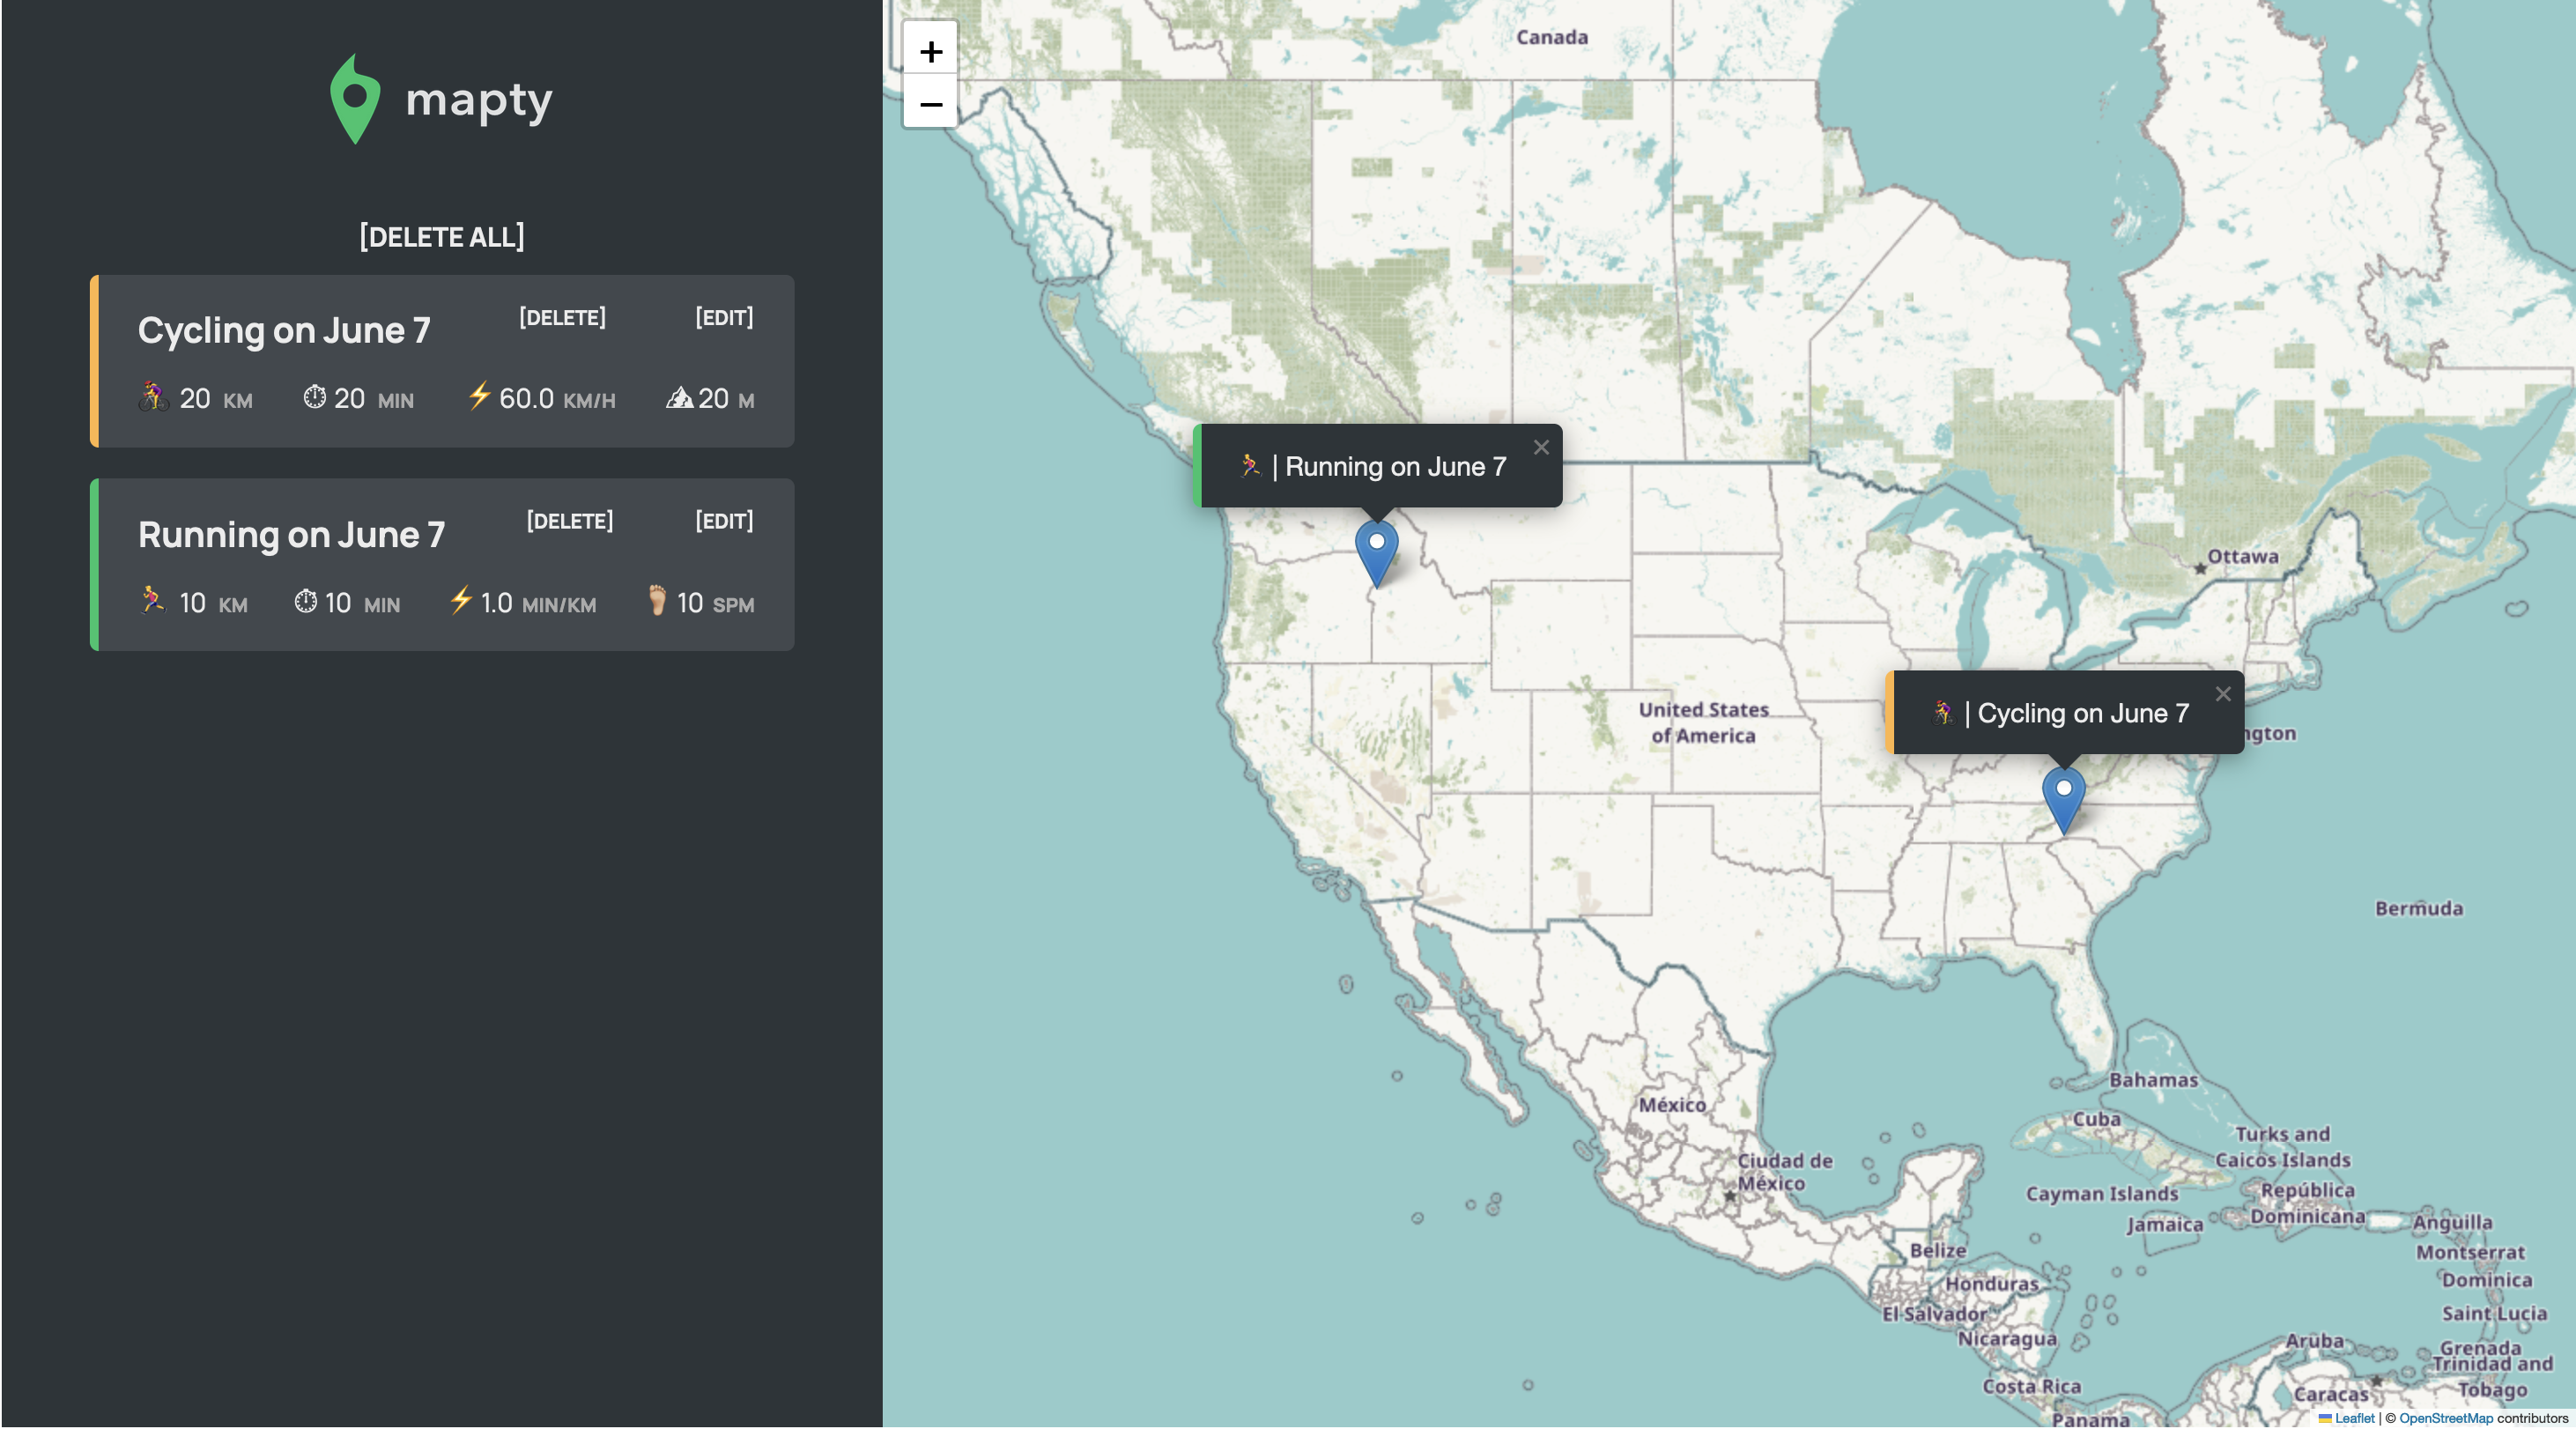 mapty
[DELETE ALL]
Cycling on June 7 [DELETE] [EDIT]
20 KM 20 MIN 60.0 KM/H 20 M
Running on June 7 [DELETE] [EDIT]
10 KM 10 MIN 1.0 MIN/KM 10 SPM
+
−
Canada
| Running on June 7 ×
Ottawa
United States
of America
| Cycling on June 7 ×
ngton
Bermuda
Bahamas
México
Cuba
Turks and
Caicos Islands
Ciudad de
México
Cayman Islands
República
Dominicana
Jamaica
Anguilla
Belize
Montserrat
Honduras
Dominica
El Salvador
Saint Lucia
Nicaragua
Aruba
Grenada
Trinidad and
Tobago
Costa Rica
Caracas
Panama
Leaflet | © OpenStreetMap contributors